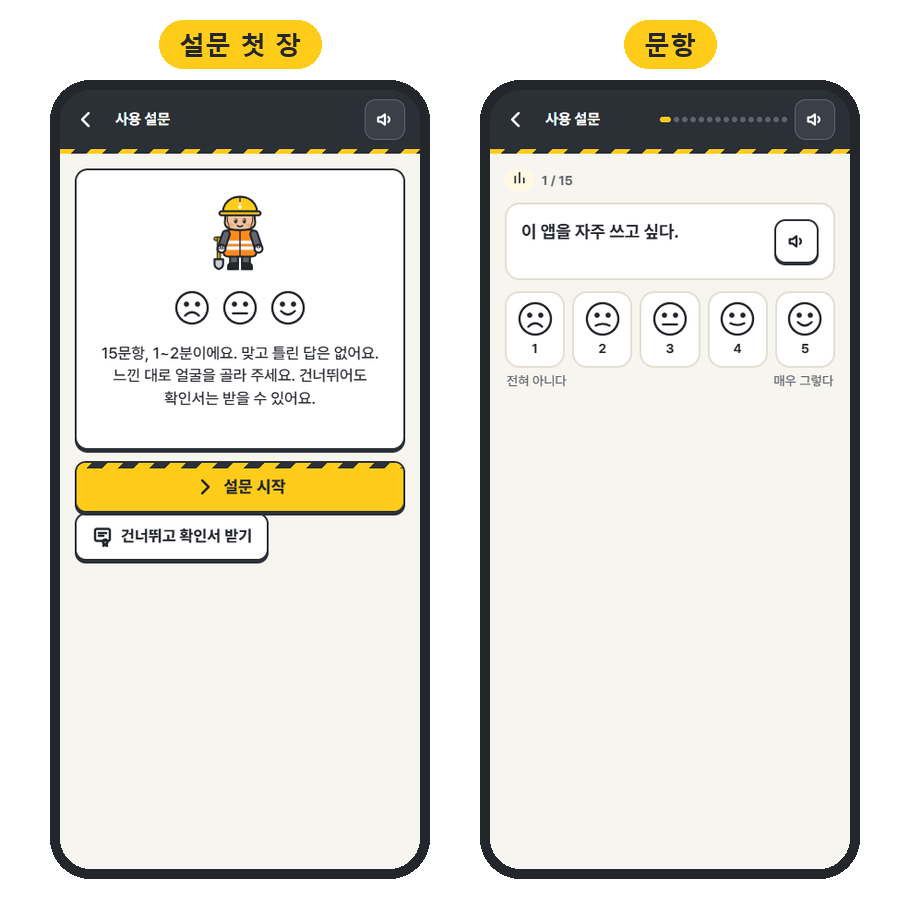 설문 첫 장
사용 설문
15문항, 1~2분이에요. 맞고 틀린 답은 없어요.
느낀 대로 얼굴을 골라 주세요. 건너뛰어도
확인서는 받을 수 있어요.
설문 시작
건너뛰고 확인서 받기
문항
사용 설문
1 / 15
이 앱을 자주 쓰고 싶다.
1 2 3 4 5
전혀 아니다 매우 그렇다